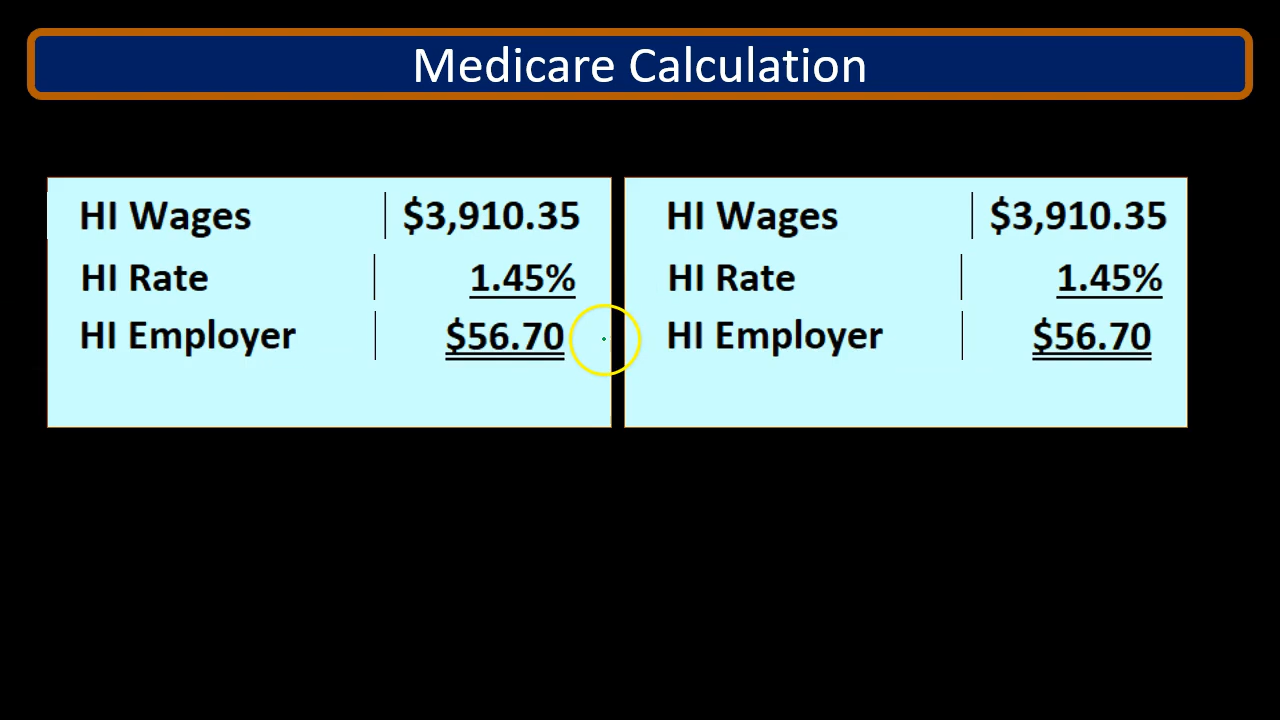 Medicare Calculation
HI Wages $3,910.35
HI Rate 1.45%
HI Employer $56.70
HI Wages $3,910.35
HI Rate 1.45%
HI Employer $56.70